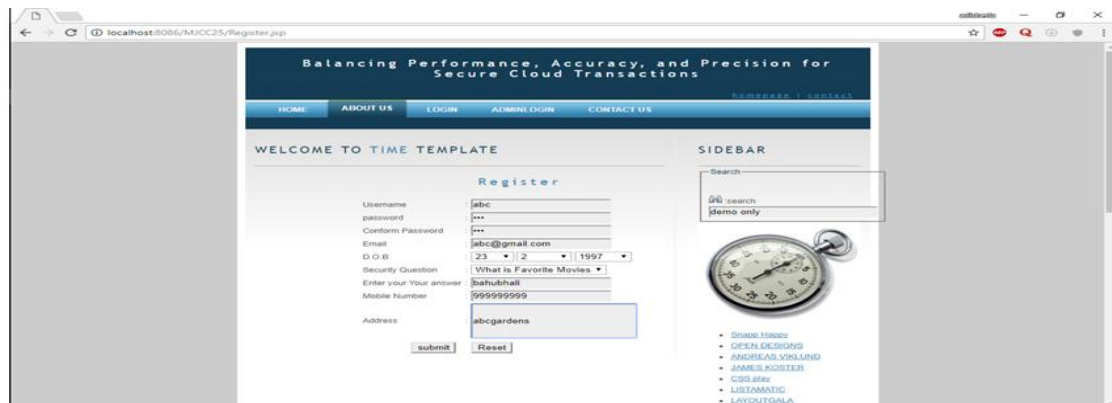 localhost:8086/MJCC25/Register.jsp
Balancing Performance, Accuracy, and Precision for
Secure Cloud Transactions
homepage | contact
HOME ABOUT US LOGIN ADMINLOGIN CONTACT US
WELCOME TO TIME TEMPLATE
Register
Username : abc
password : •••
Conform Password : •••
Email : abc@gmail.com
D.O.B : 23 2 1997
Security Question : What is Favorite Movies
Enter your Your answer : bahubhali
Mobile Number : 999999999
Address : abcgardens
submit Reset
SIDEBAR
Search
:search
demo only
Snapp Happy
OPEN DESIGNS
ANDREAS VIKLUND
JAMES KOSTER
CSS play
LISTAMATIC
LAYOUTGALA